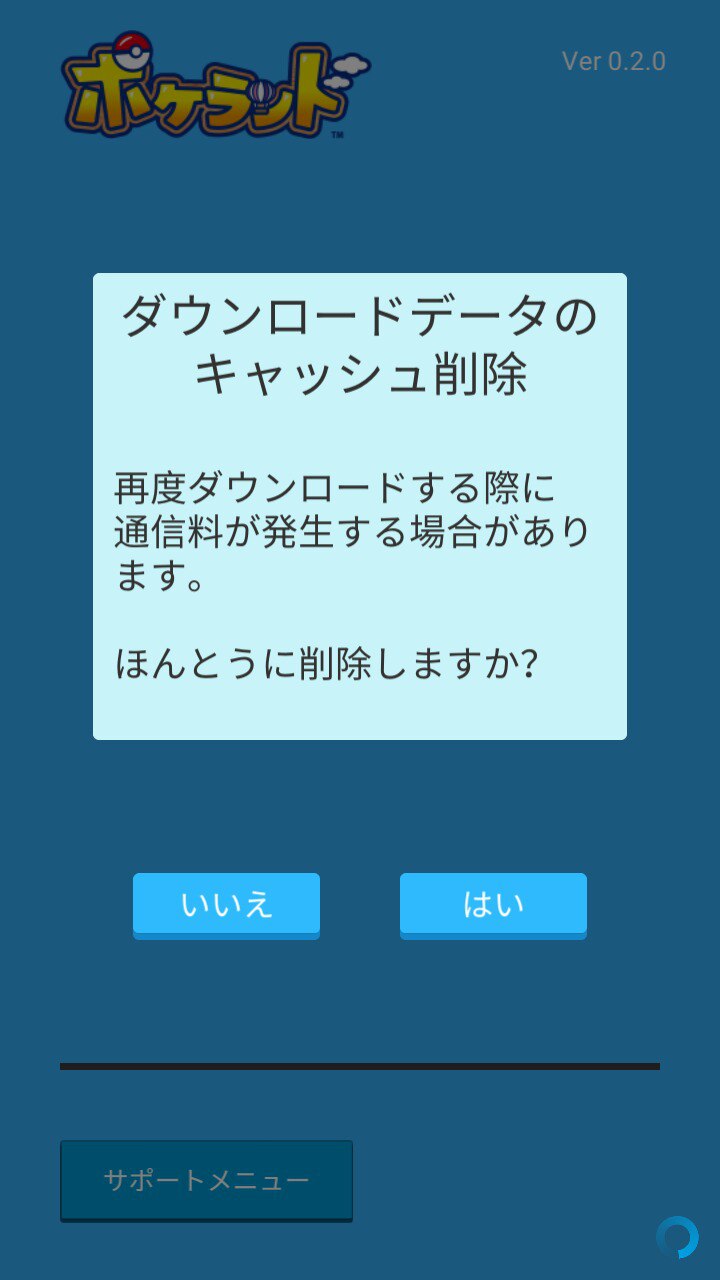 ポケランド
TM
Ver 0.2.0
ダウンロードデータの
キャッシュ削除
再度ダウンロードする際に
通信料が発生する場合があり
ます。
ほんとうに削除しますか?
いいえ
はい
サポートメニュー